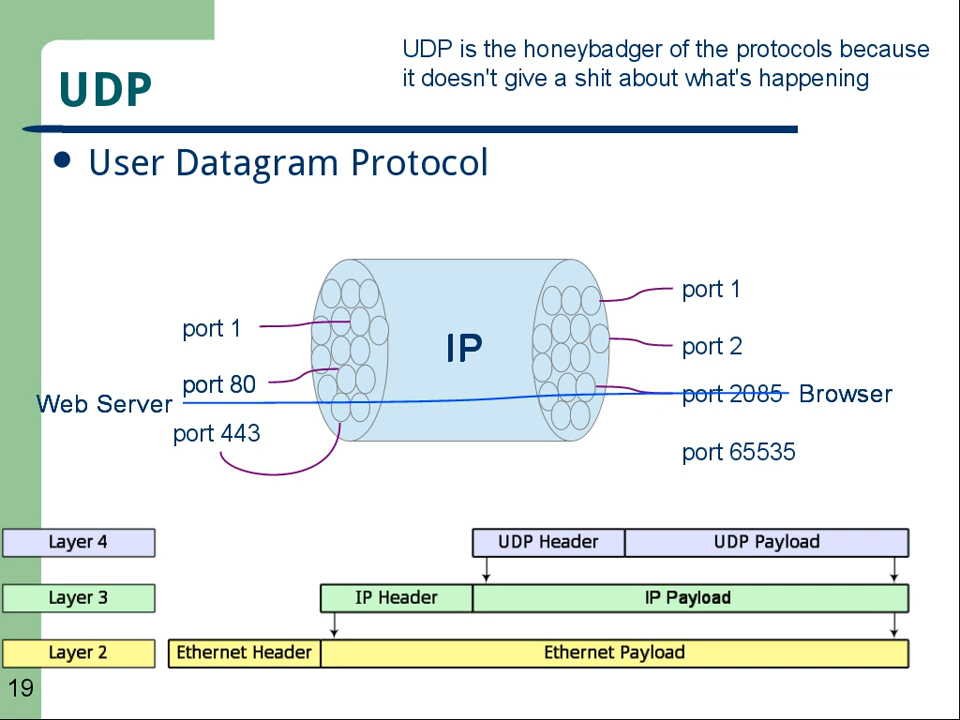 UDP is the honeybadger of the protocols because
it doesn't give a shit about what's happening
UDP
User Datagram Protocol
port 1
port 1
IP
port 2
port 80
port 2085
Browser
Web Server
port 443
port 65535
Layer 4
UDP Header
UDP Payload
Layer 3
IP Header
IP Payload
Layer 2
Ethernet Header
Ethernet Payload
19